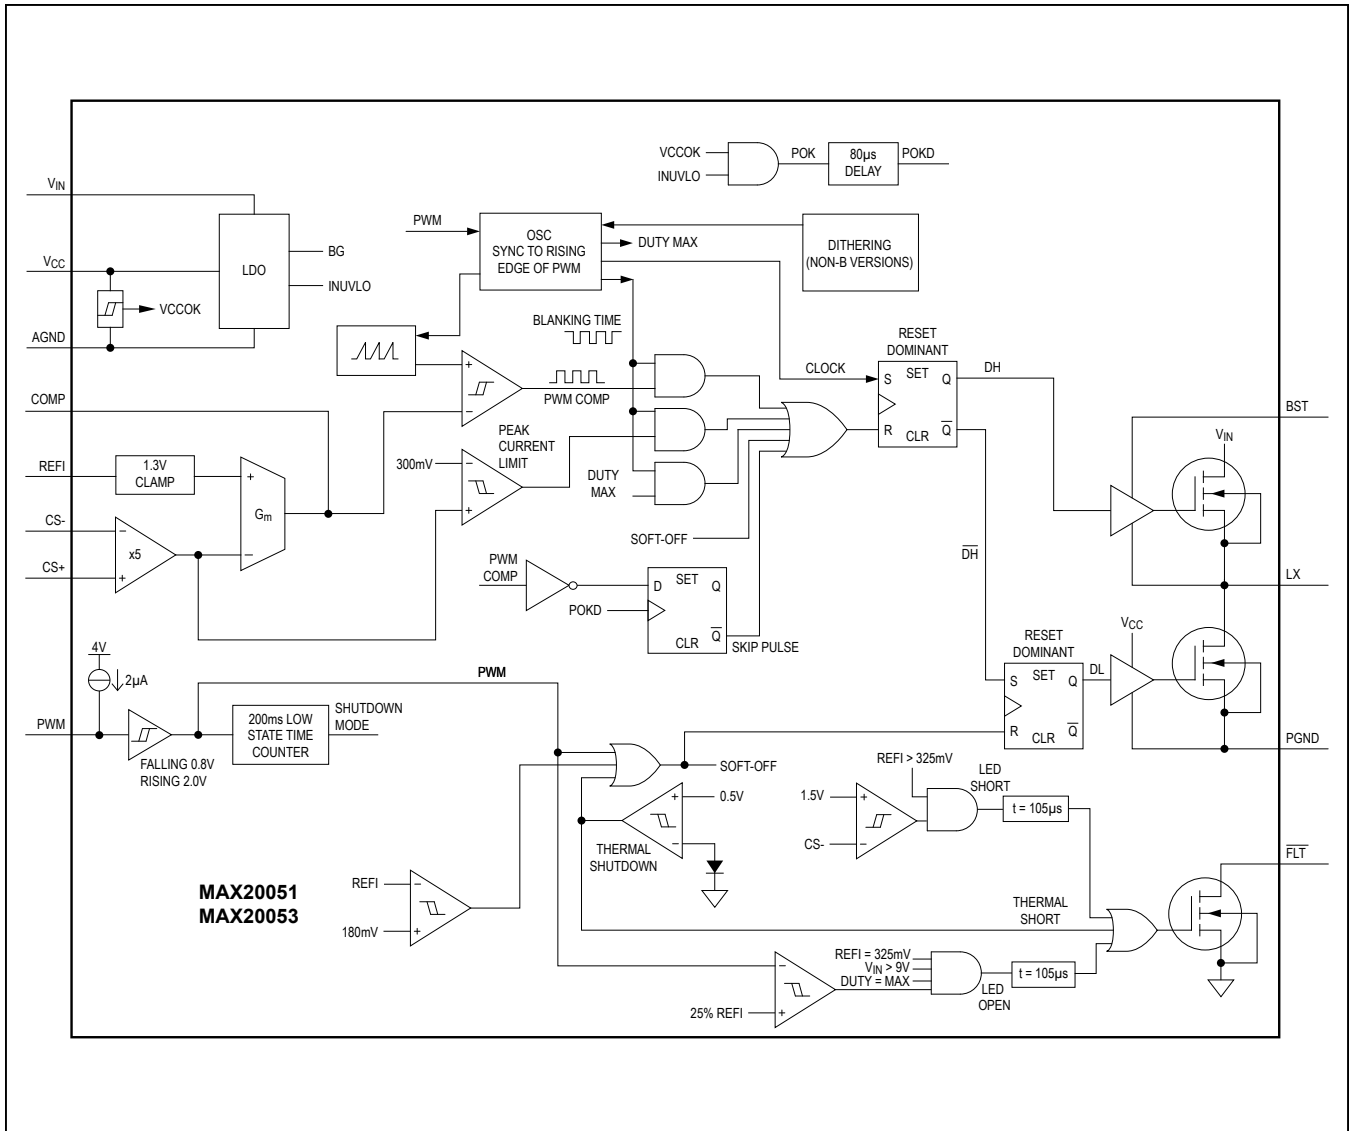 VCCOK
INUVLO
POK
80µs
DELAY
POKD
VIN
LDO
BG
INUVLO
VCC
VCCOK
AGND
PWM
OSC
SYNC TO RISING
EDGE OF PWM
DUTY MAX
DITHERING
(NON-B VERSIONS)
BLANKING TIME
+
−
PWM COMP
CLOCK
RESET
DOMINANT
S
SET
Q
R
CLR
Q
DH
DH
COMP
REFI
1.3V
CLAMP
+
−
Gm
CS-
CS+
−
+
x5
300mV
−
+
PEAK
CURRENT
LIMIT
DUTY
MAX
SOFT-OFF
PWM
COMP
POKD
D
SET
Q
CLR
Q
SKIP PULSE
BST
VIN
LX
VCC
PGND
RESET
DOMINANT
S
SET
Q
R
CLR
Q
DL
4V
2µA
PWM
FALLING 0.8V
RISING 2.0V
200ms LOW
STATE TIME
COUNTER
SHUTDOWN
MODE
PWM
SOFT-OFF
+
−
0.5V
THERMAL
SHUTDOWN
REFI > 325mV
LED
SHORT
1.5V
CS-
+
−
t = 105µs
FLT
MAX20051
MAX20053
REFI
180mV
−
+
THERMAL
SHORT
REFI = 325mV
VIN > 9V
DUTY = MAX
25% REFI
−
+
LED
OPEN
t = 105µs